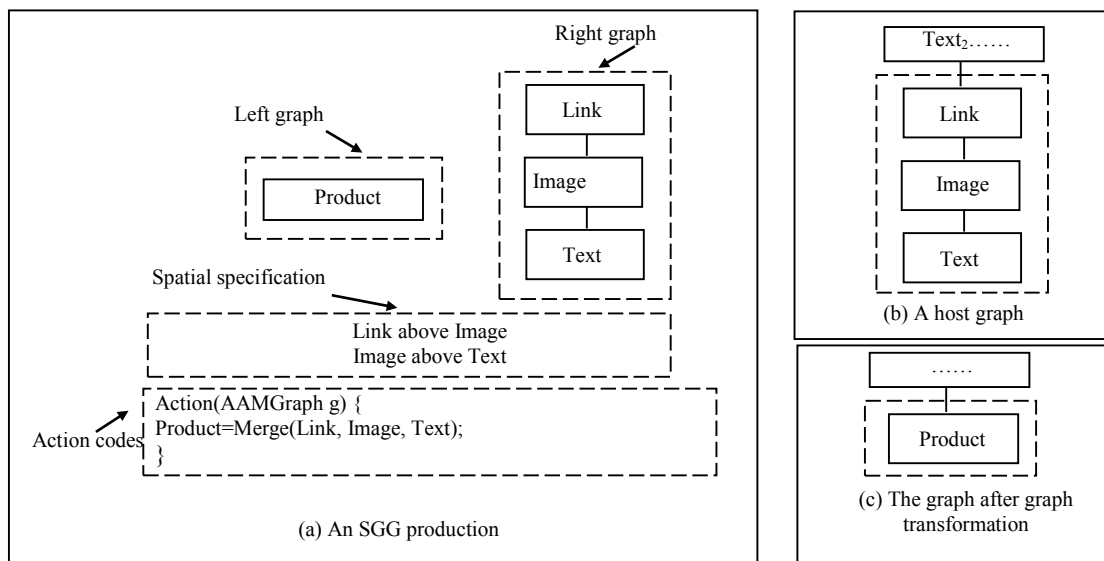 Right graph
Link
Left graph
Product
Image
Text
Spatial specification
Link above Image
Image above Text
Action(AAMGraph g) {
Product=Merge(Link, Image, Text);
}
Action codes
(a) An SGG production
Text₂……
Link
Image
Text
(b) A host graph
……
Product
(c) The graph after graph
transformation